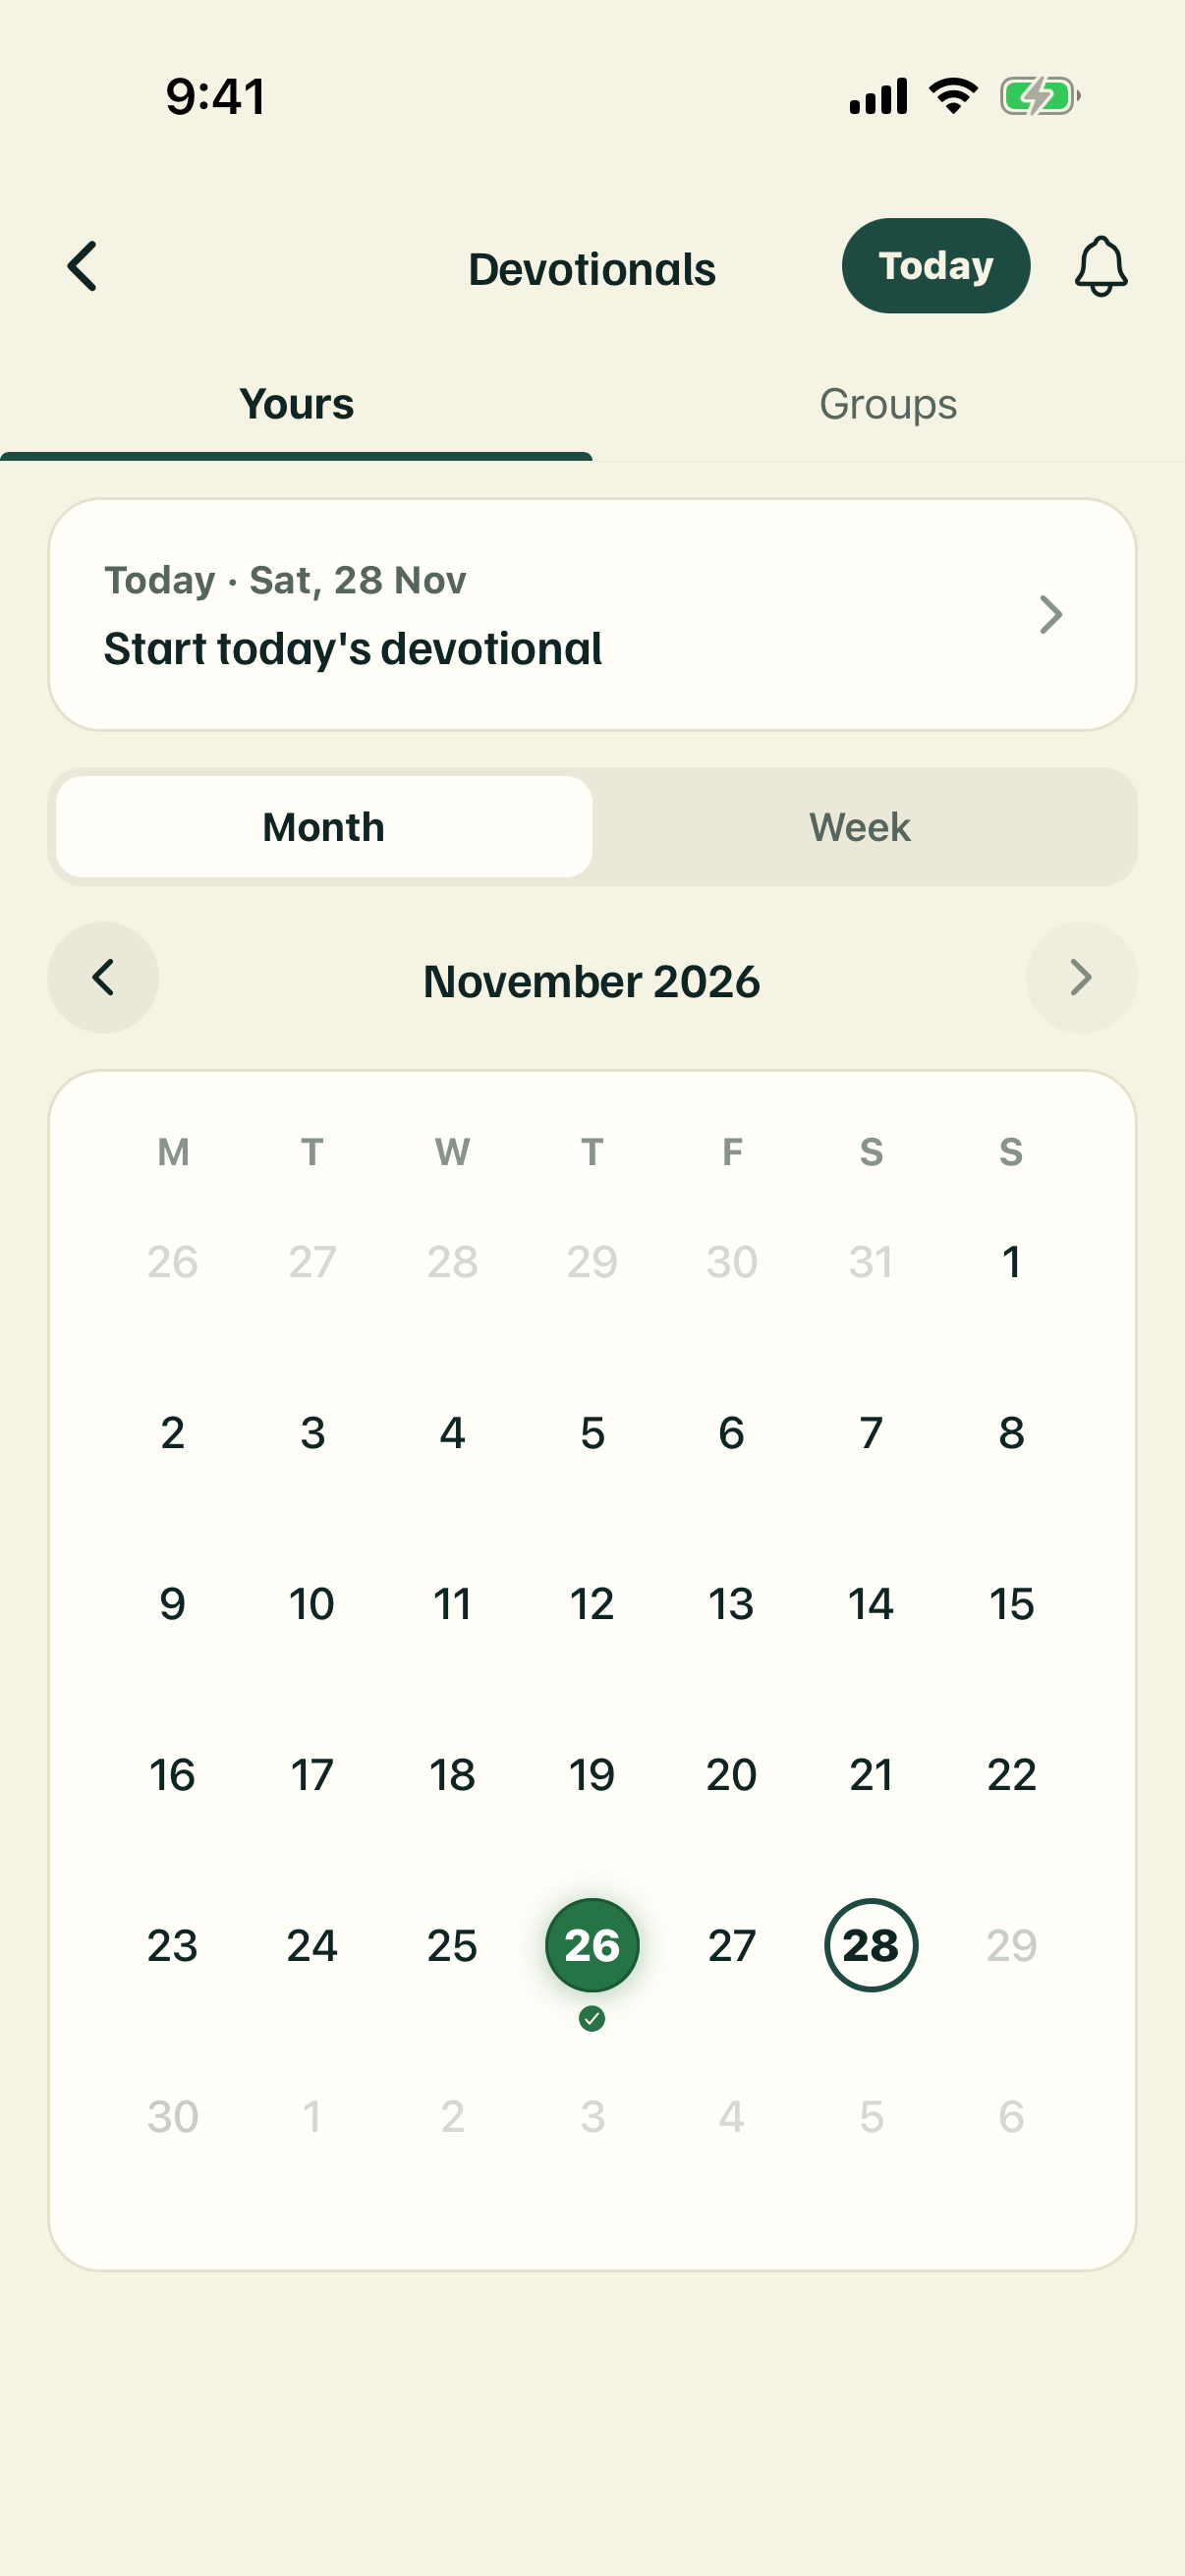 9:41
Devotionals
Today
Yours
Groups
Today · Sat, 28 Nov
Start today's devotional
Month
Week
November 2026
M T W T F S S
26 27 28 29 30 31 1
2 3 4 5 6 7 8
9 10 11 12 13 14 15
16 17 18 19 20 21 22
23 24 25 26 27 28 29
30 1 2 3 4 5 6